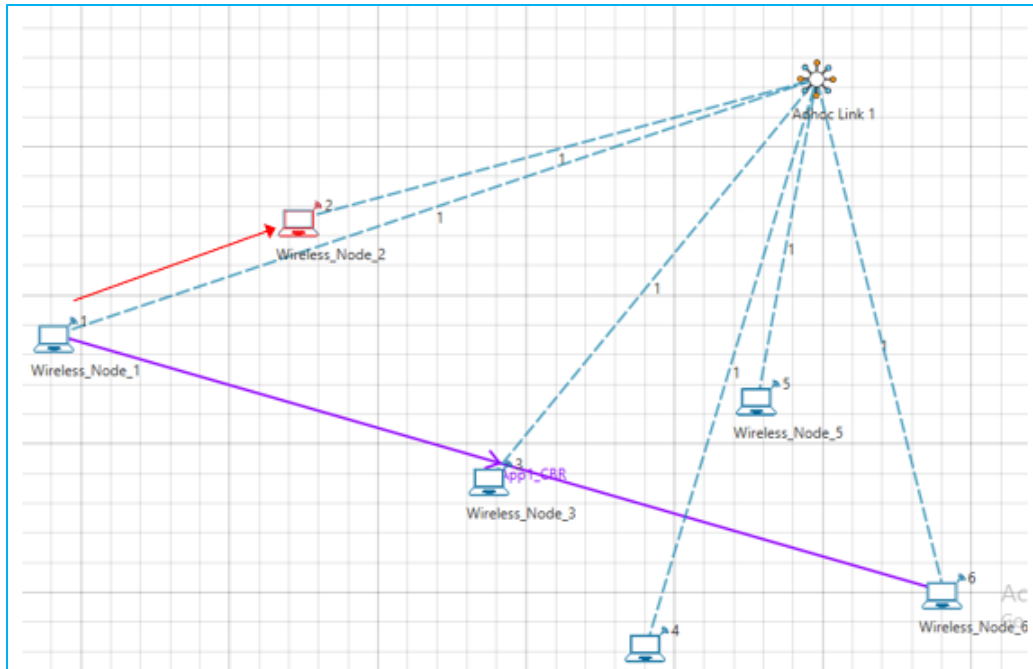 Adhoc Link 1
1
2
1
Wireless_Node_2
1
1
1
Wireless_Node_1
1
1
5
Wireless_Node_5
3
App1_CBR
Wireless_Node_3
6
Ac
Wireless_Node_6
4